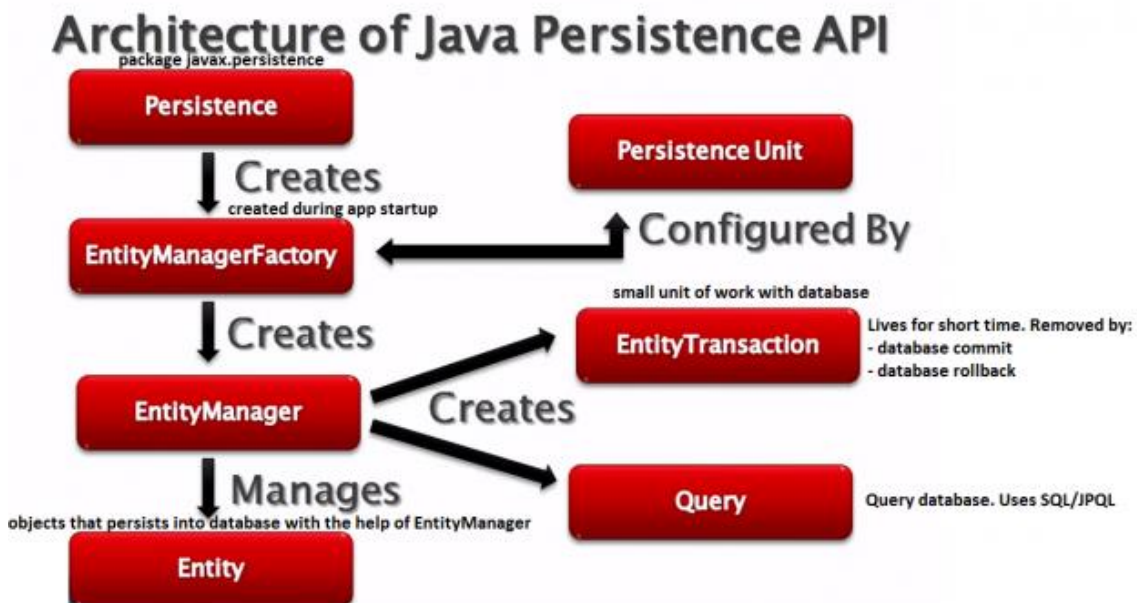 Architecture of Java Persistence API
package javax.persistence
Persistence
Creates
created during app startup
Persistence Unit
Configured By
EntityManagerFactory
Creates
small unit of work with database
EntityTransaction
Lives for short time. Removed by:
- database commit
- database rollback
EntityManager
Creates
Manages
objects that persists into database with the help of EntityManager
Query
Query database. Uses SQL/JPQL
Entity